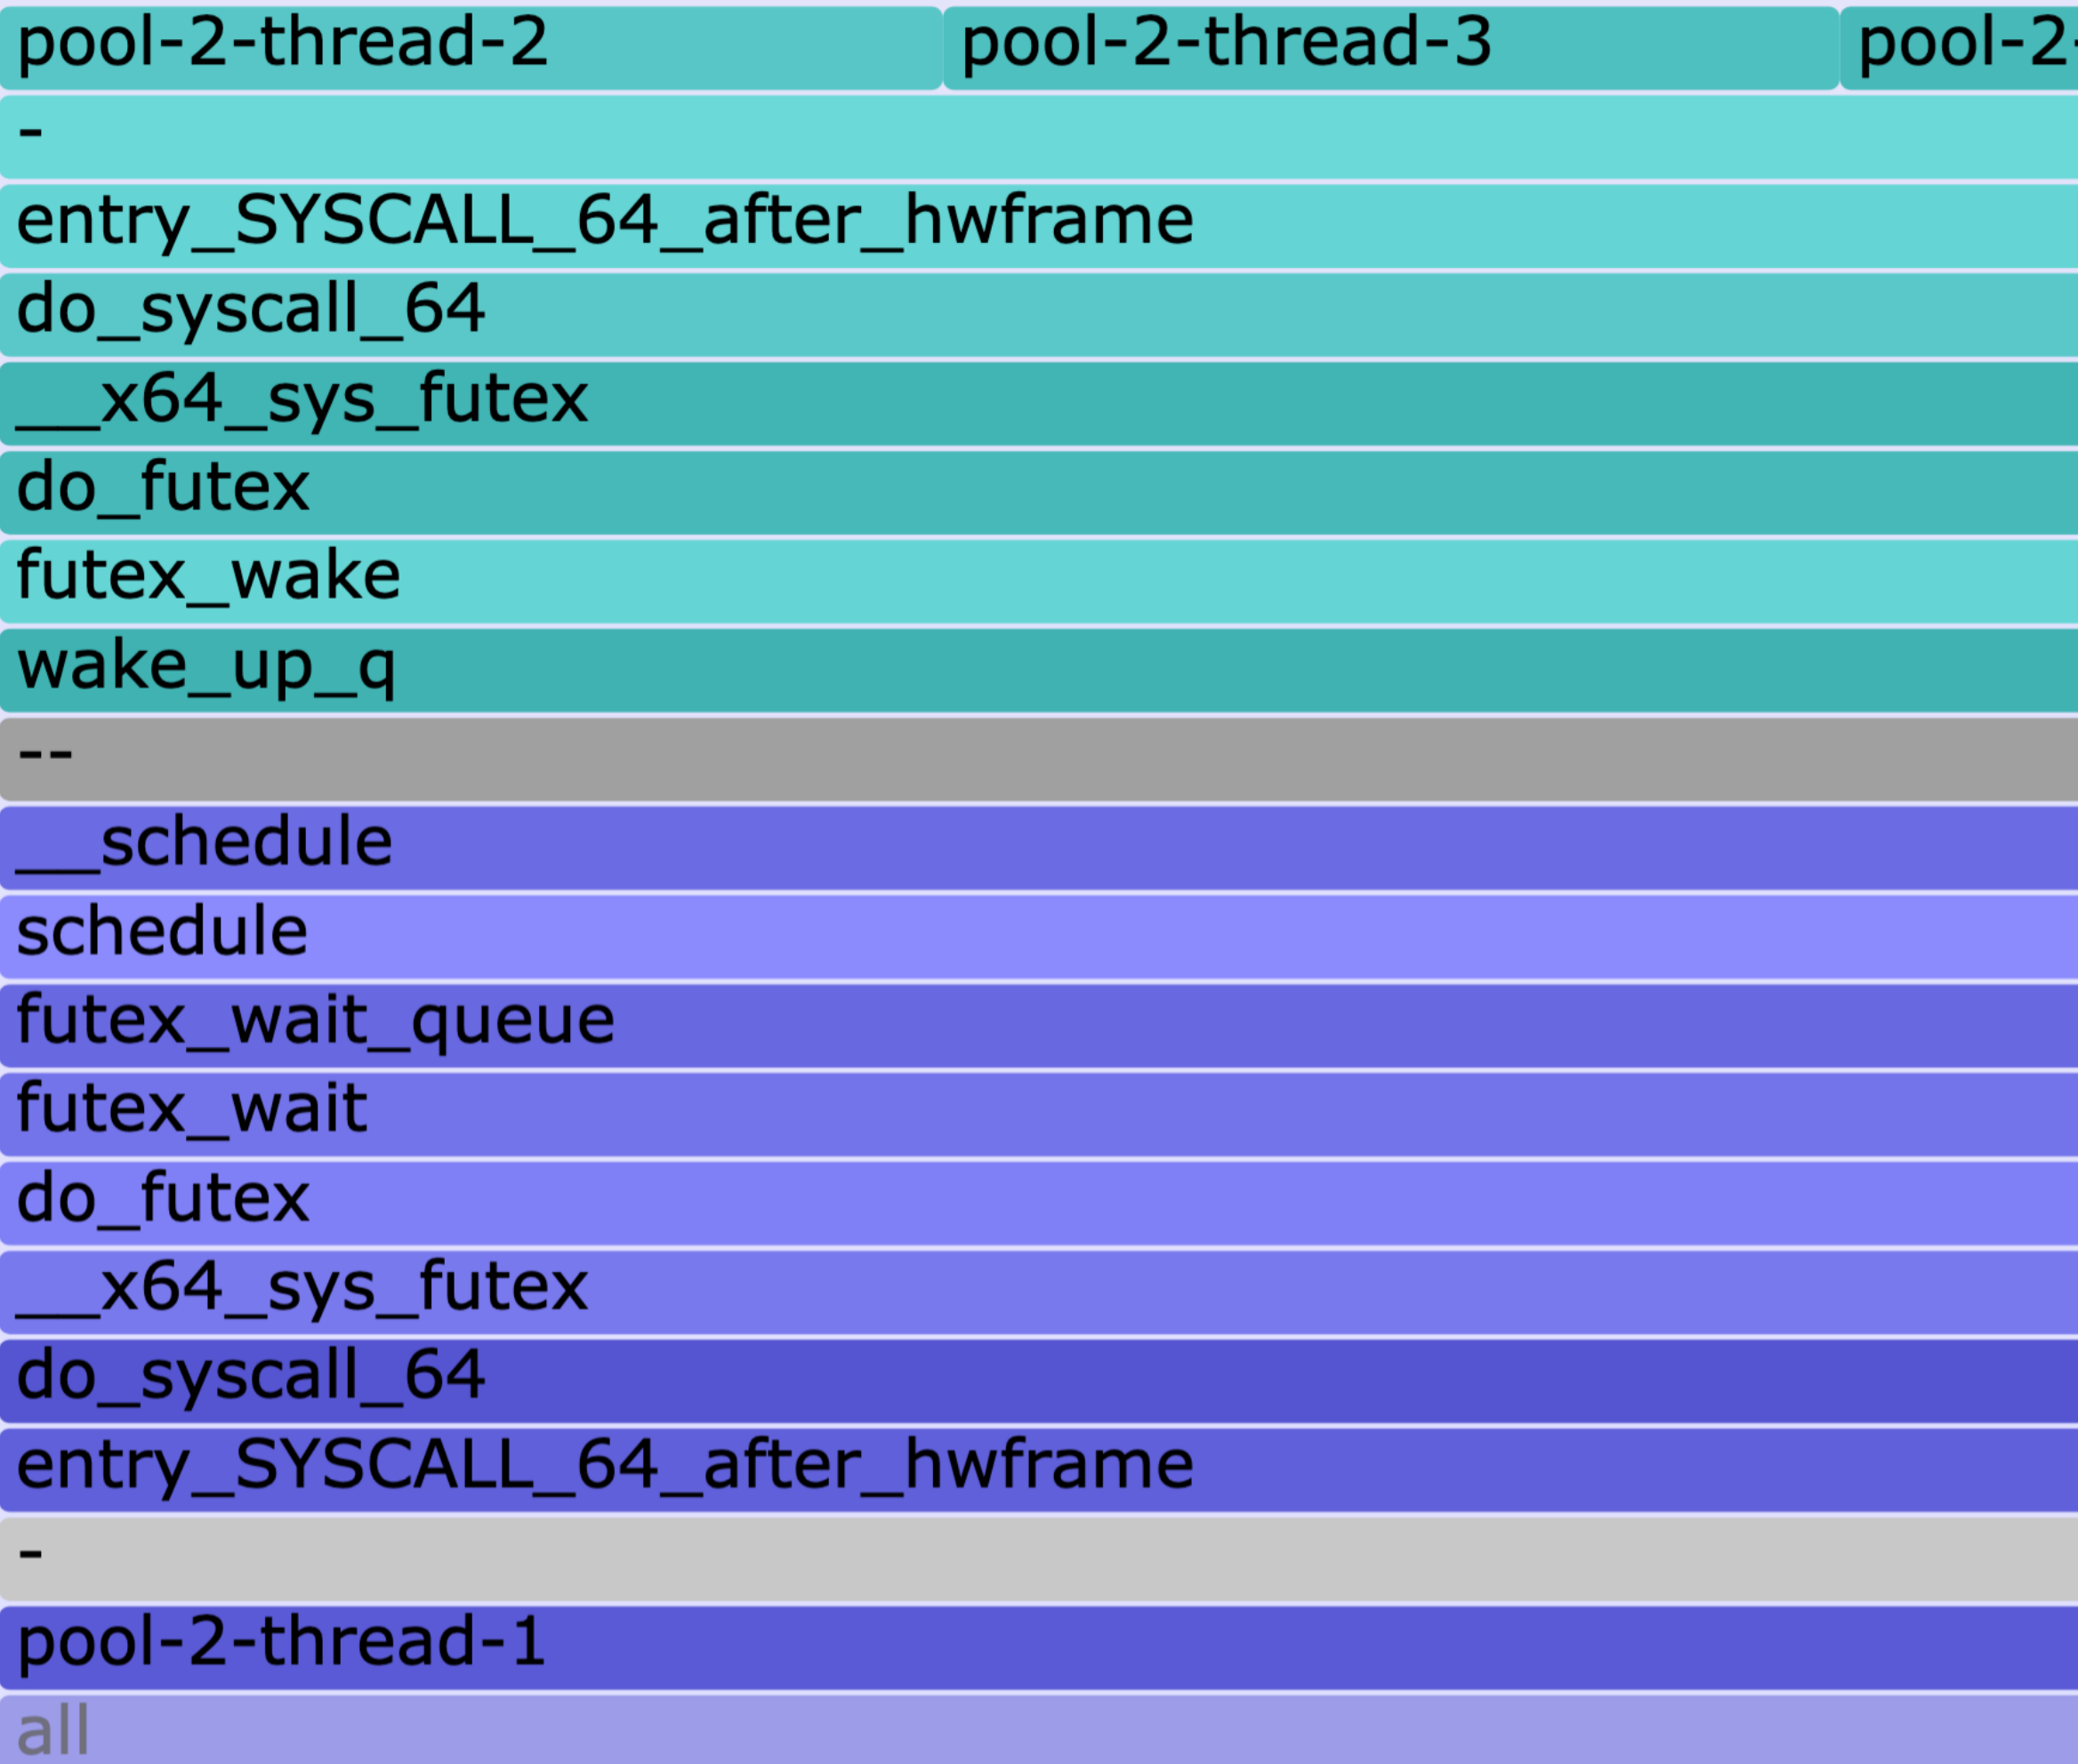 pool-2-thread-2 pool-2-thread-3 pool-2-
-
entry_SYSCALL_64_after_hwframe
do_syscall_64
__x64_sys_futex
do_futex
futex_wake
wake_up_q
--
__schedule
schedule
futex_wait_queue
futex_wait
do_futex
__x64_sys_futex
do_syscall_64
entry_SYSCALL_64_after_hwframe
-
pool-2-thread-1
all